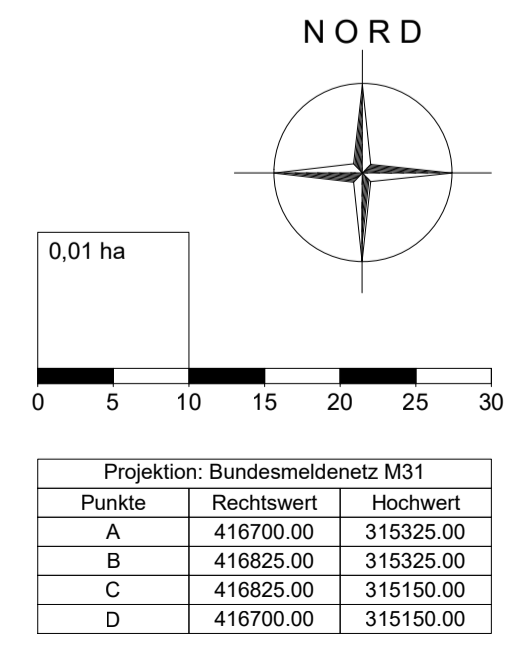 NORD
0,01 ha
0 5 10 15 20 25 30
Projektion: Bundesmeldenetz M31
Punkte Rechtswert Hochwert
A 416700.00 315325.00
B 416825.00 315325.00
C 416825.00 315150.00
D 416700.00 315150.00